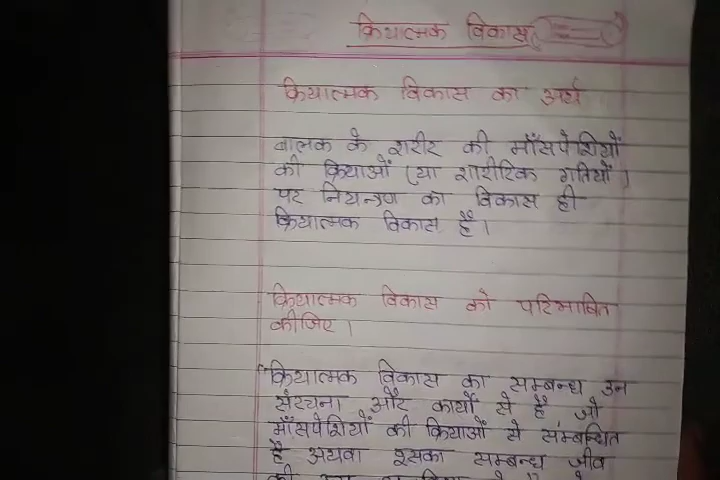 क्रियात्मक विकास
क्रियात्मक विकास का अर्थ
बालक के शरीर की माँसपेशियों
की क्रियाओं (या शारीरिक गतियों)
पर नियन्त्रण का विकास ही
क्रियात्मक विकास है।
क्रियात्मक विकास को परिभाषित
कीजिए।
"क्रियात्मक विकास का सम्बन्ध उन
संरचना और कार्यों से है जो
माँसपेशियों की क्रियाओं से संम्बन्धित
है अथवा इसका सम्बन्ध जीव